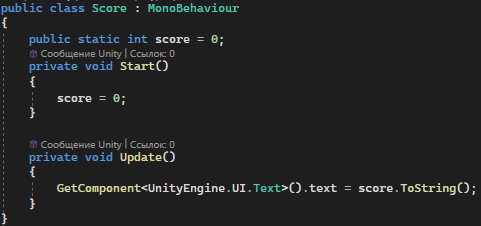 public class Score : MonoBehaviour
{
public static int score = 0;
Сообщение Unity | Ссылок: 0
private void Start()
{
score = 0;
}
Сообщение Unity | Ссылок: 0
private void Update()
{
GetComponent<UnityEngine.UI.Text>().text = score.ToString();
}
}